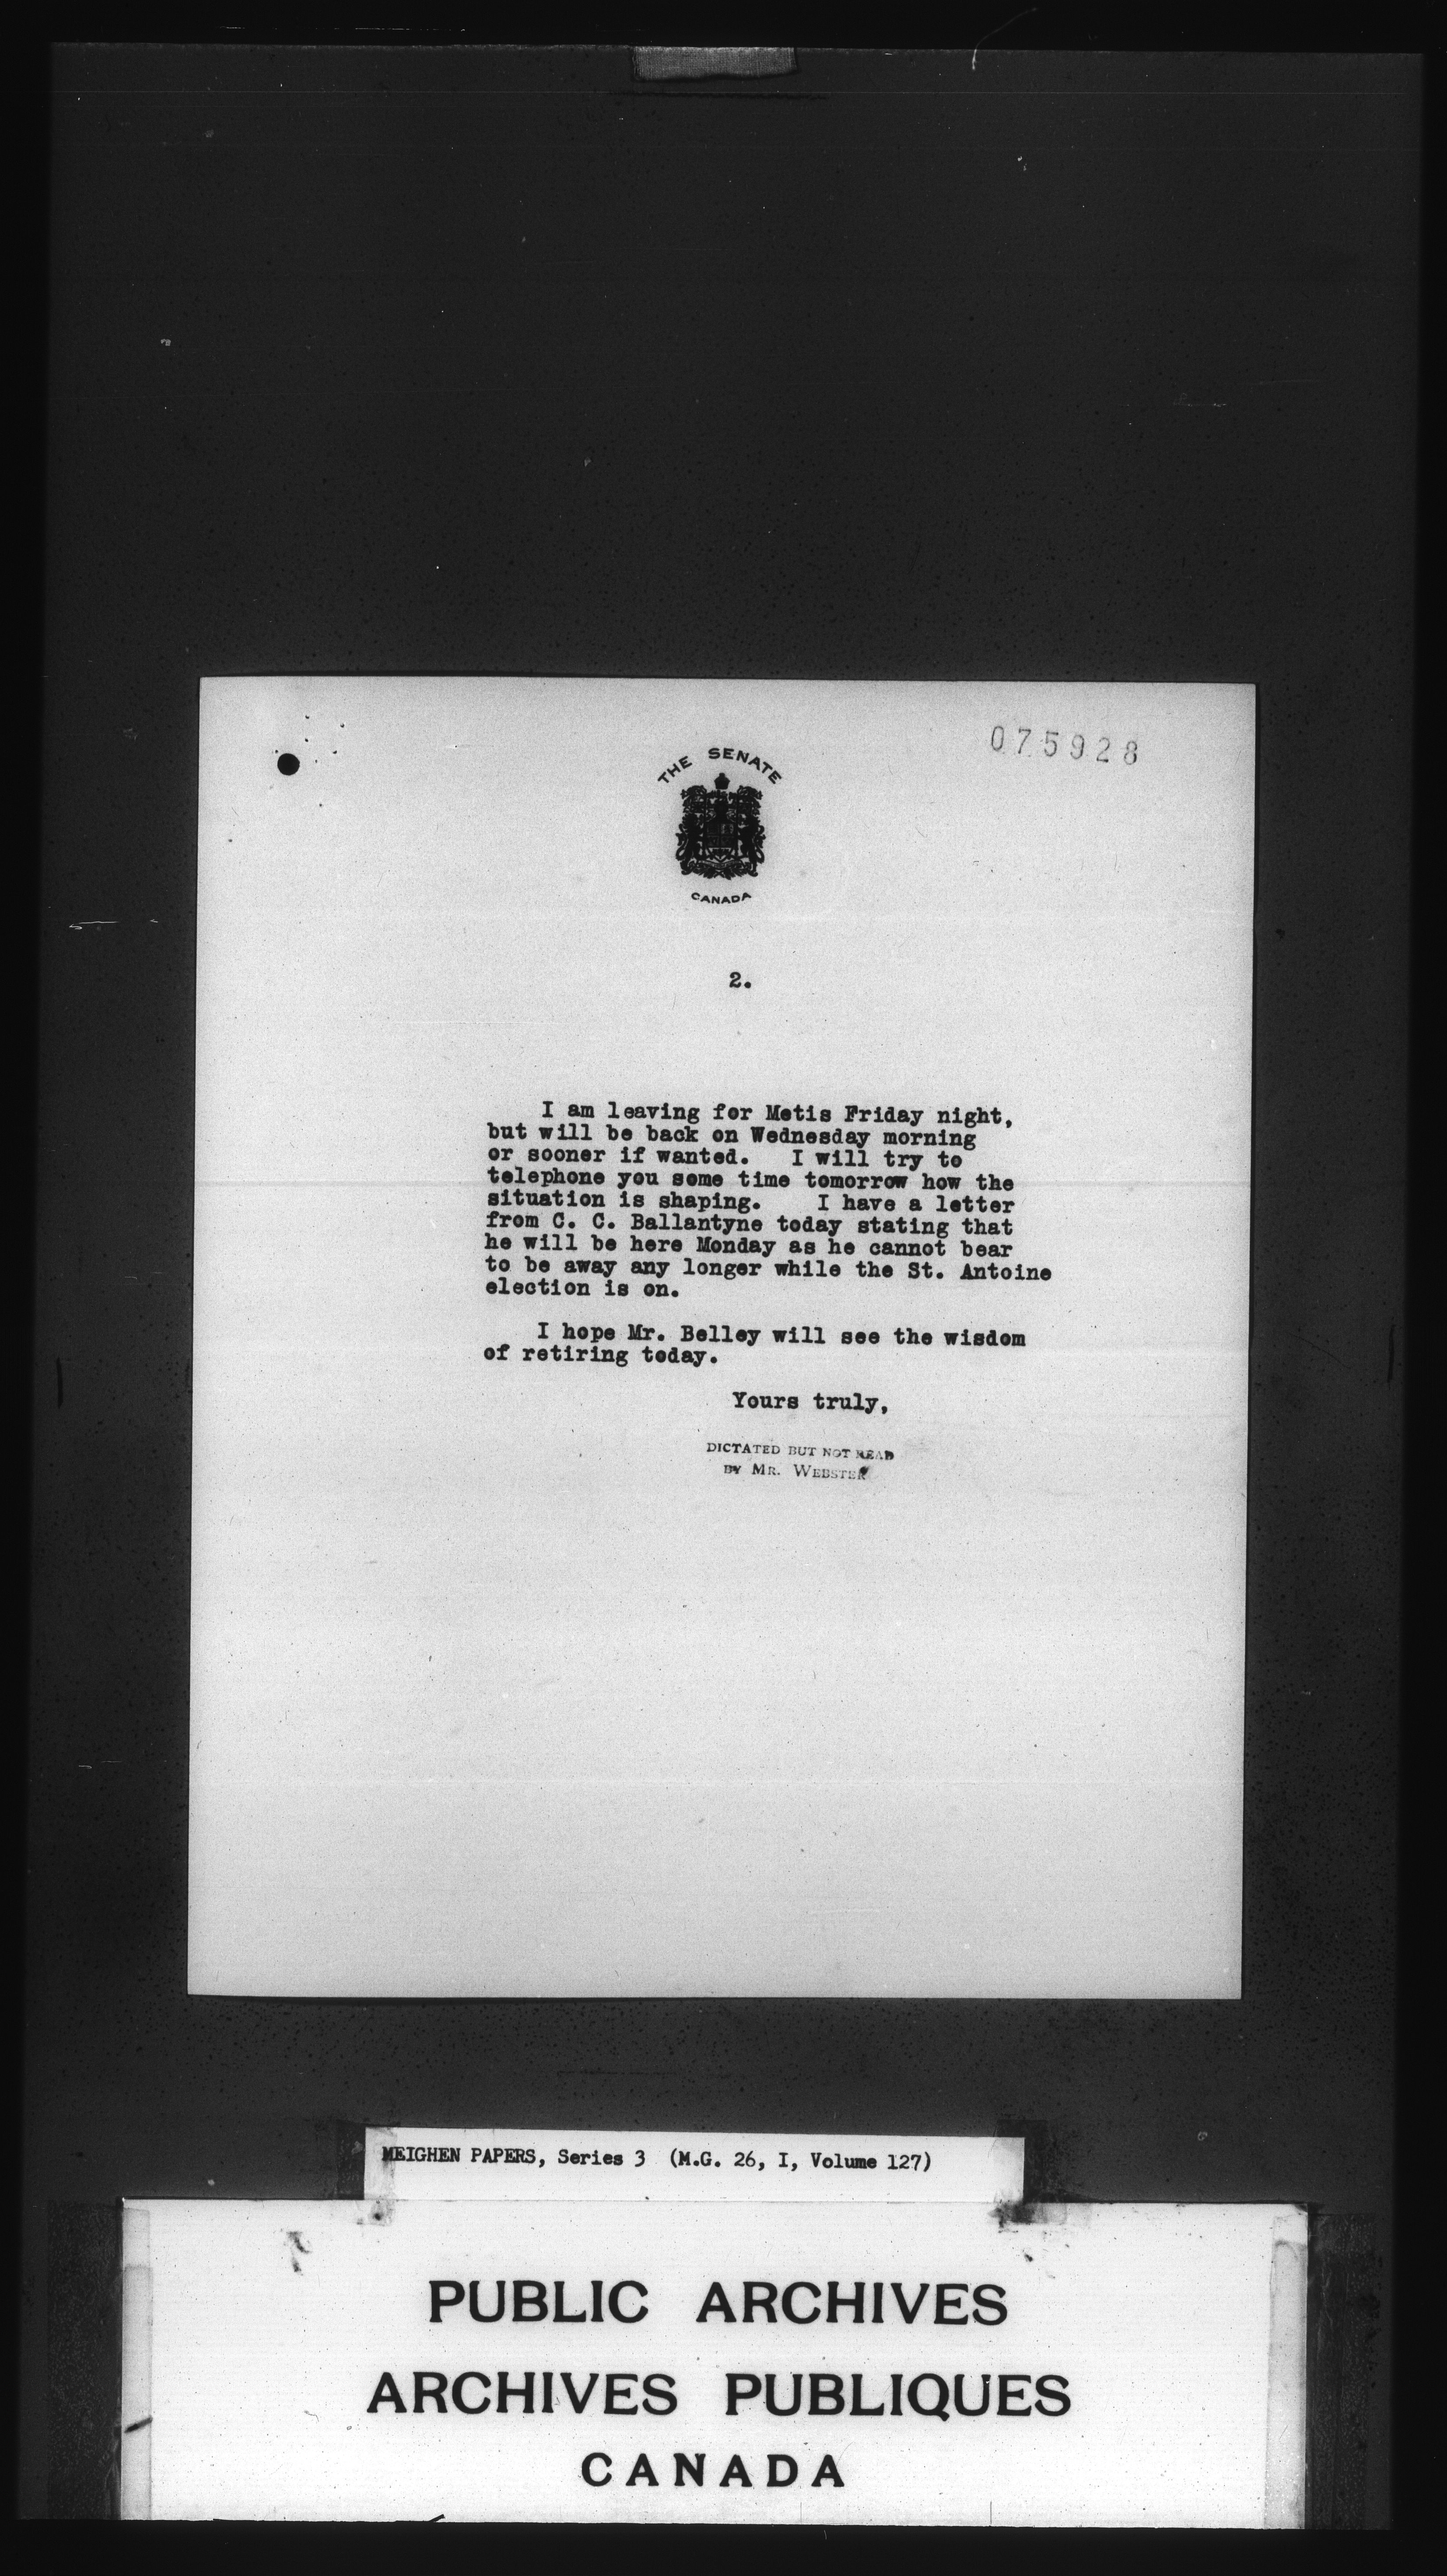 075928
THE SENATE
CANADA
2.
I am leaving for Metis Friday night,
but will be back on Wednesday morning
or sooner if wanted. I will try to
telephone you some time tomorrow how the
situation is shaping. I have a letter
from C. C. Ballantyne today stating that
he will be here Monday as he cannot bear
to be away any longer while the St. Antoine
election is on.
I hope Mr. Belley will see the wisdom
of retiring today.
Yours truly,
DICTATED BUT NOT READ
BY MR. WEBSTER
MEIGHEN PAPERS, Series 3 (M.G. 26, I, Volume 127)
PUBLIC ARCHIVES
ARCHIVES PUBLIQUES
CANADA